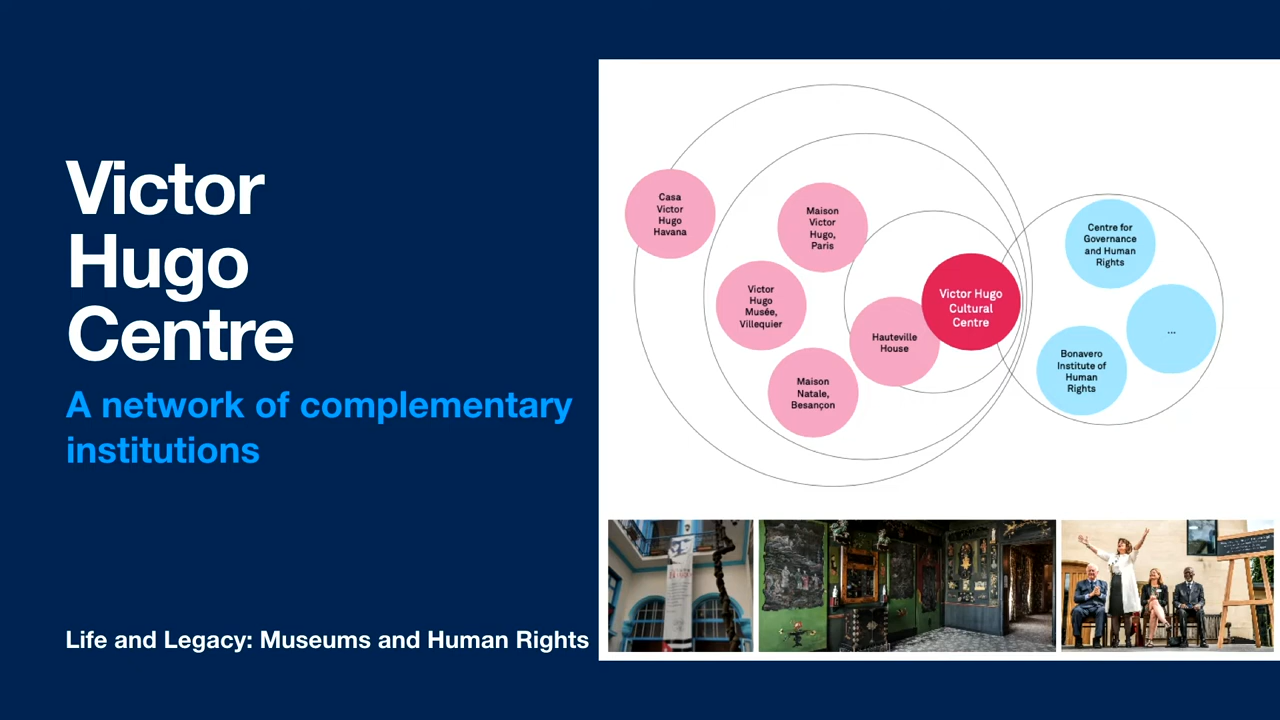 Victor
Hugo
Centre
A network of complementary
institutions
Life and Legacy: Museums and Human Rights
Casa
Victor
Hugo
Havana
Maison
Victor
Hugo,
Paris
Victor
Hugo
Musée,
Villequier
Maison
Natale,
Besançon
Hauteville
House
Victor Hugo
Cultural
Centre
Centre for
Governance
and Human
Rights
...
Bonavero
Institute of
Human
Rights